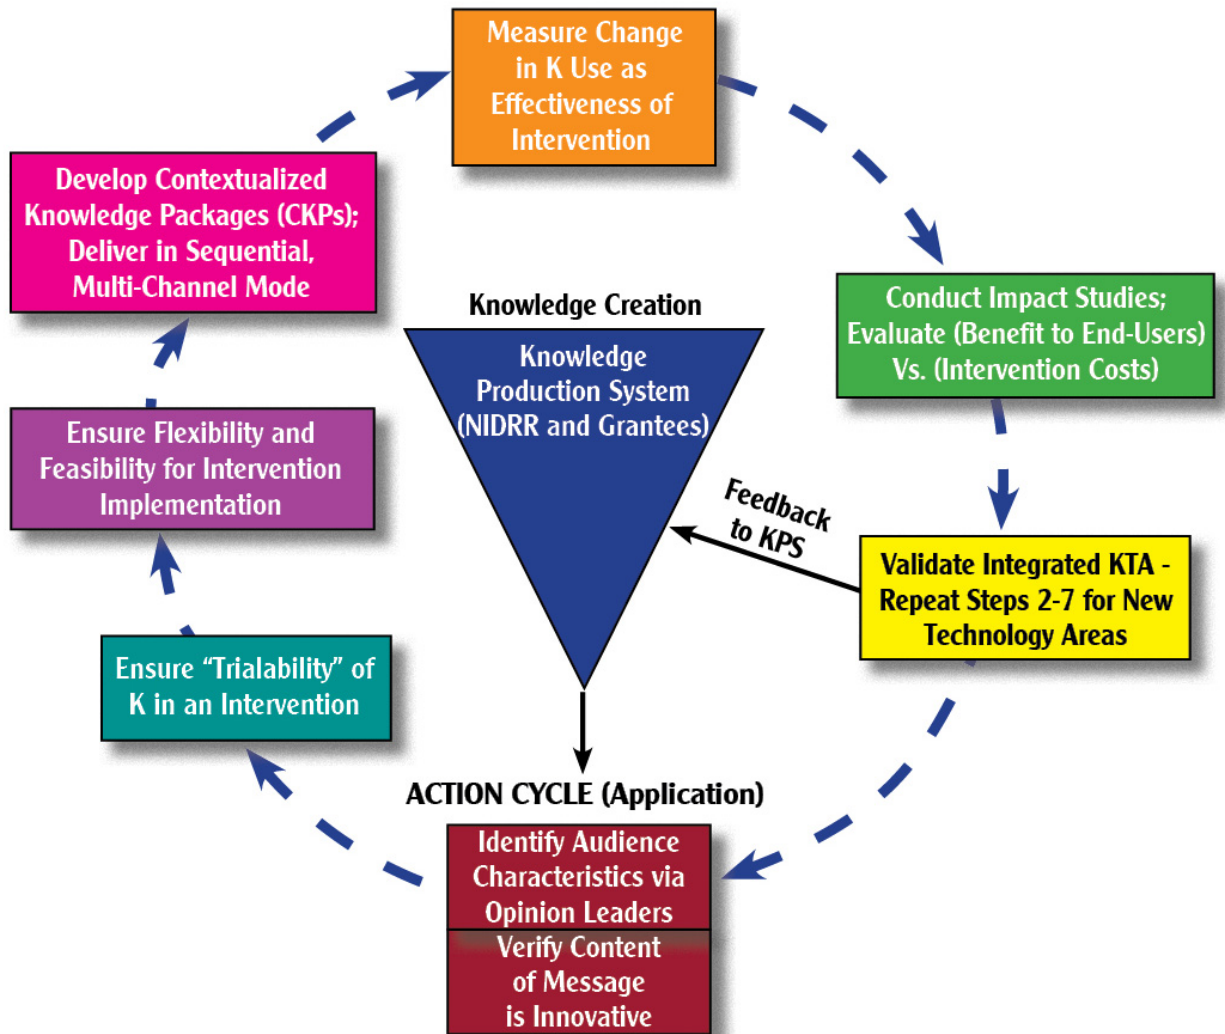 Measure Change
in K Use as
Effectiveness of
Intervention
Develop Contextualized
Knowledge Packages (CKPs);
Deliver in Sequential,
Multi-Channel Mode
Conduct Impact Studies;
Evaluate (Benefit to End-Users)
Vs. (Intervention Costs)
Knowledge Creation
Knowledge
Production System
(NIDRR and Grantees)
Ensure Flexibility and
Feasibility for Intervention
Implementation
Feedback
to KPS
Validate Integrated KTA -
Repeat Steps 2-7 for New
Technology Areas
Ensure “Trialability” of
K in an Intervention
ACTION CYCLE (Application)
Identify Audience
Characteristics via
Opinion Leaders
Verify Content
of Message
is Innovative